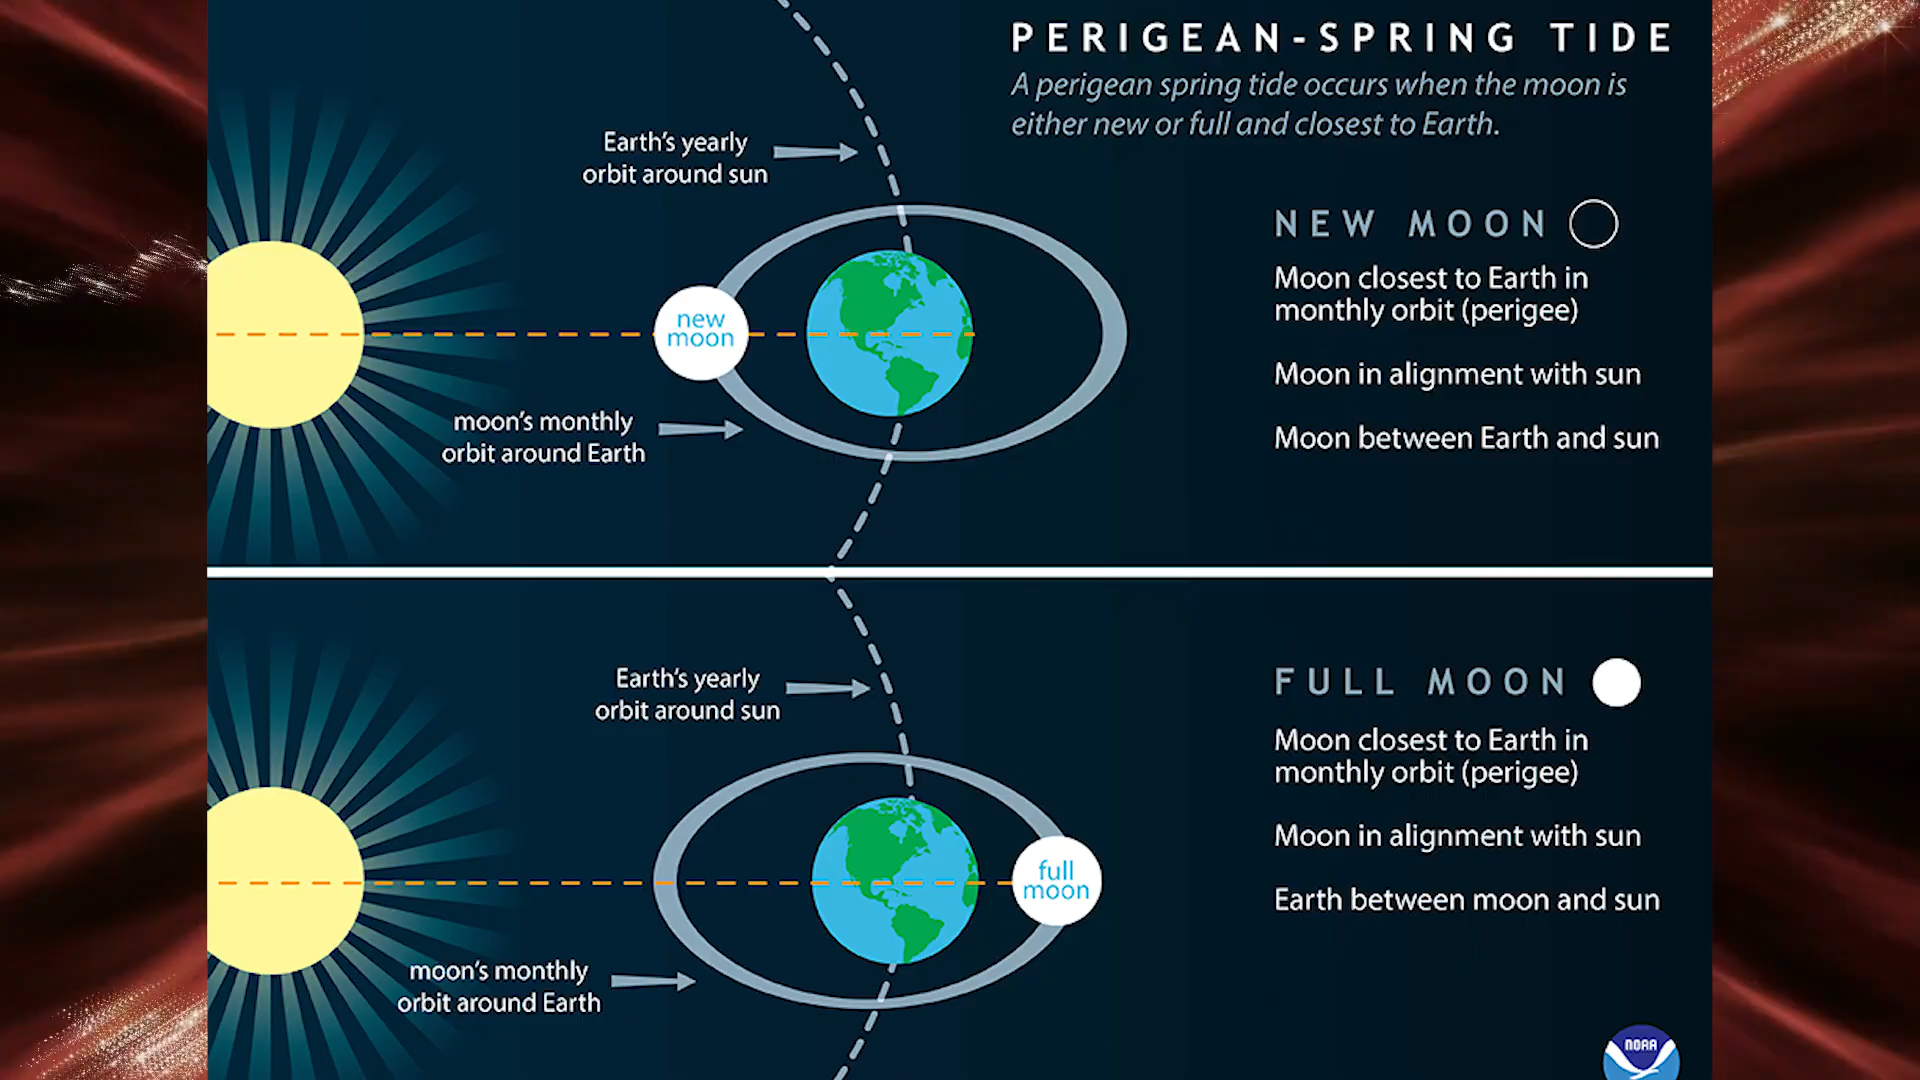 PERIGEAN-SPRING TIDE
A perigean spring tide occurs when the moon is
either new or full and closest to Earth.
Earth's yearly
orbit around sun
NEW MOON
Moon closest to Earth in
monthly orbit (perigee)
Moon in alignment with sun
Moon between Earth and sun
new
moon
moon's monthly
orbit around Earth
Earth's yearly
orbit around sun
FULL MOON
Moon closest to Earth in
monthly orbit (perigee)
Moon in alignment with sun
Earth between moon and sun
full
moon
moon's monthly
orbit around Earth
NOAA